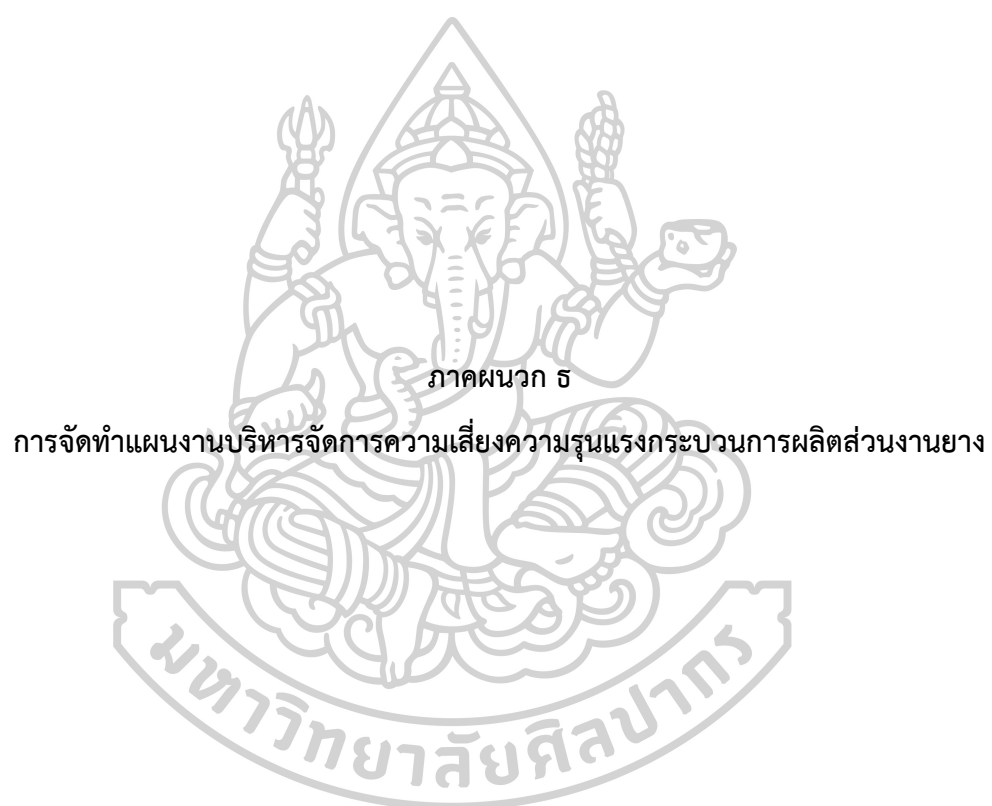 ภาคผนวก ธ
การจัดทำแผนงานบริหารจัดการความเสี่ยงความรุนแรงกระบวนการผลิตส่วนงานยาง
มหาวิทยาลัยศิลปากร